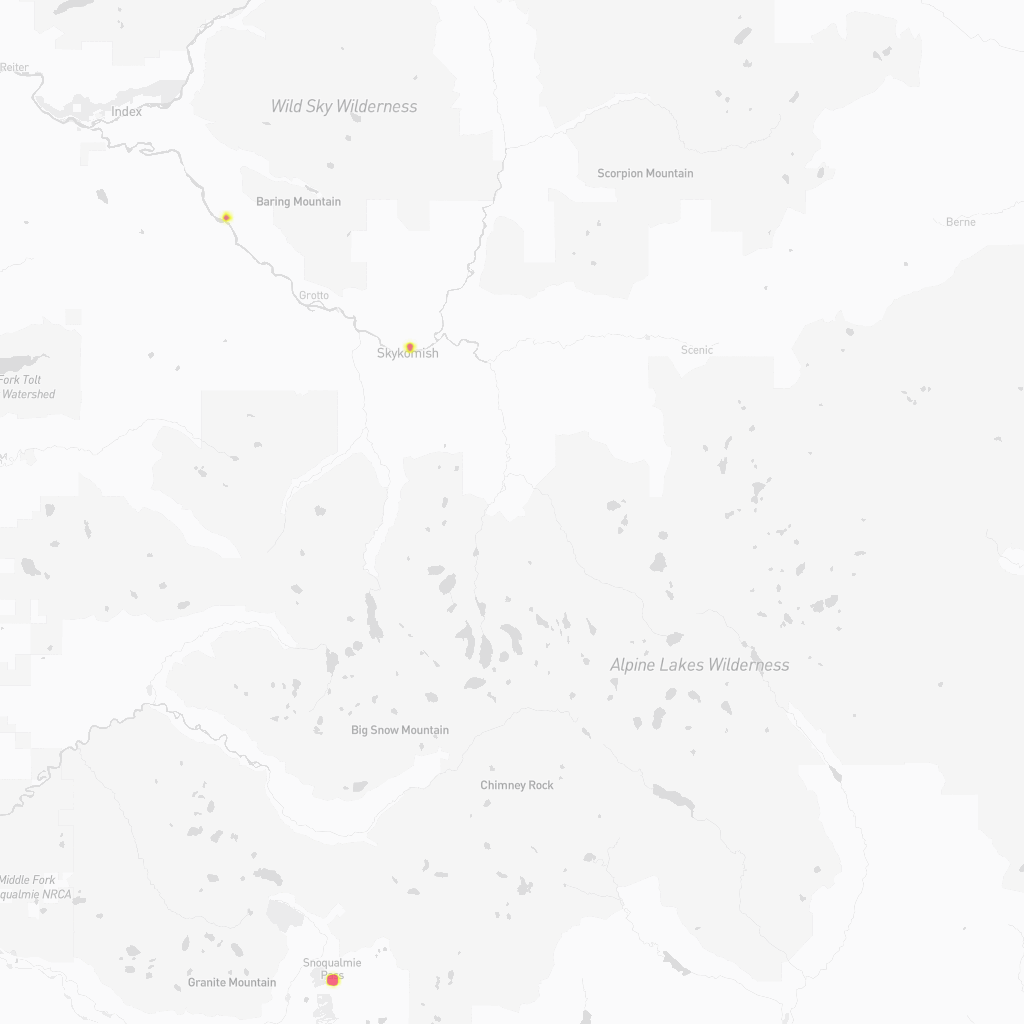 Reiter
Index
Wild Sky Wilderness
Scorpion Mountain
Baring Mountain
Berne
Grotto
Skykomish
Scenic
Fork Tolt
Watershed
Alpine Lakes Wilderness
Big Snow Mountain
Chimney Rock
Middle Fork
qualmie NRCA
Snoqualmie
Pass
Granite Mountain